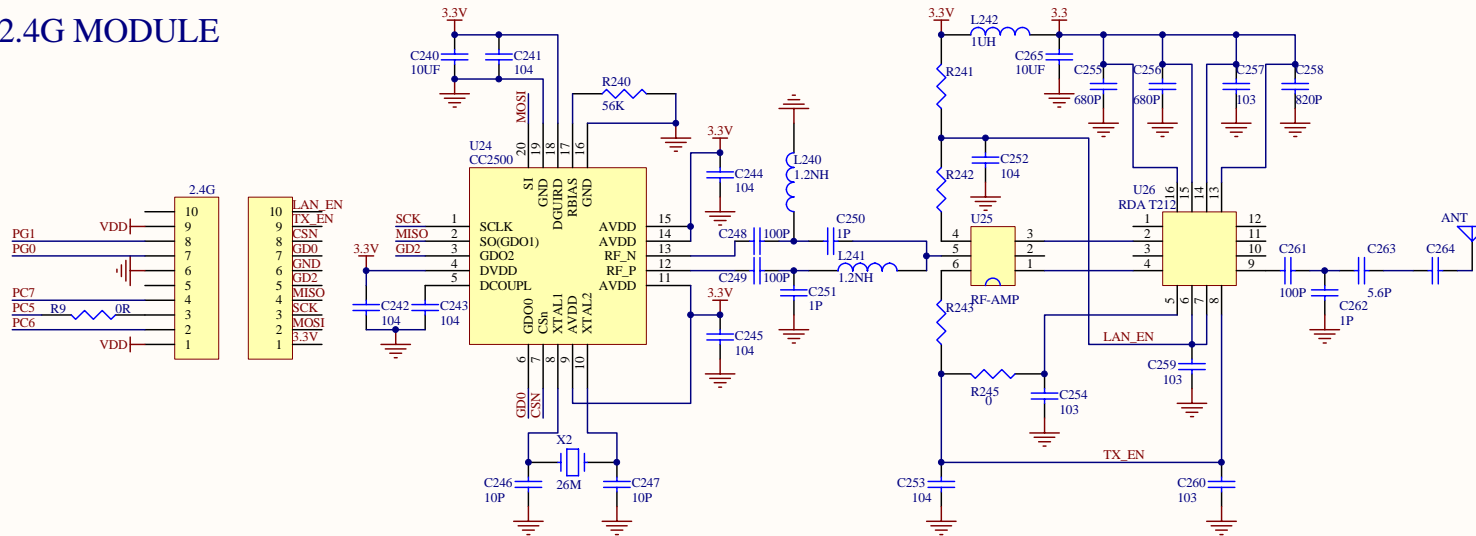 2.4G MODULE
3.3V
C240
10UF
C241
104
MOSI
R240
56K
3.3V
C244
104
U24
CC2500
20 19 18 17 16
SI
GND
DGUIRD
RBIAS
GND
SCK 1 SCLK
MISO 2 SO(GDO1)
GD2 3 GDO2
4 DVDD
5 DCOUPL
AVDD 15
AVDD 14
RF_N 13
RF_P 12
AVDD 11
GDO0
CSn
XTAL1
AVDD
XTAL2
6 7 8 9 10
GD0
CSN
3.3V
C242
104
C243
104
3.3V
C245
104
X2
26M
C246
10P
C247
10P
2.4G
10
VDD 9
PG1 8
PG0 7
6
5
PC7 4
PC5 R9 0R 3
PC6 2
VDD 1
10 LAN_EN
9 TX_EN
8 CSN
7 GD0
6 GND
5 GD2
4 MISO
3 SCK
2 MOSI
1 3.3V
L240
1.2NH
C248 100P
C250
1P
C249 100P
L241
1.2NH
C251
1P
3.3V
L242
1UH
3.3
C265
10UF
R241
R242
C252
104
C255
680P
C256
680P
C257
103
C258
820P
U25
4 3
5 2
6 1
RF-AMP
R243
R245
0
C254
103
C253
104
U26
RDA T212
16 15 14 13
1 12
2 11
3 10
4 9
5 6 7 8
LAN_EN
C259
103
TX_EN
C260
103
C261
100P
C262
1P
C263
5.6P
C264
ANT